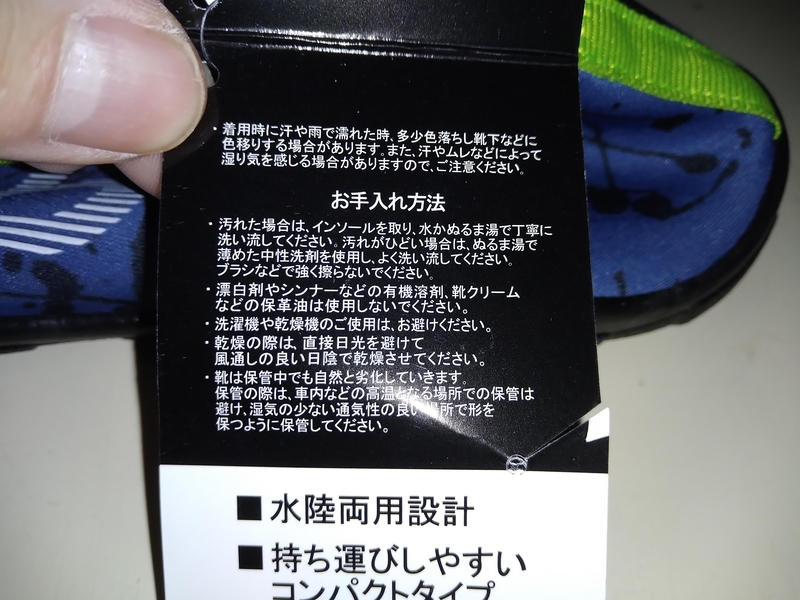 ・着用時に汗や雨で濡れた時、多少色落ちし靴下などに
色移りする場合があります。また、汗やムレなどによって
湿り気を感じる場合がありますので、ご注意ください。
お手入れ方法
・汚れた場合は、インソールを取り、水かぬるま湯で丁寧に
洗い流してください。汚れがひどい場合は、ぬるま湯で
薄めた中性洗剤を使用し、よく洗い流してください。
ブラシなどで強く擦らないでください。
・漂白剤やシンナーなどの有機溶剤、靴クリーム
などの保革油は使用しないでください。
・洗濯機や乾燥機のご使用は、お避けください。
・乾燥の際は、直接日光を避けて
風通しの良い日陰で乾燥させてください。
・靴は保管中でも自然と劣化していきます。
保管の際は、車内などの高温となる場所での保管は
避け、湿気の少ない通気性の良い場所で形を
保つように保管してください。
■水陸両用設計
■持ち運びしやすい
コンパクトタイプ